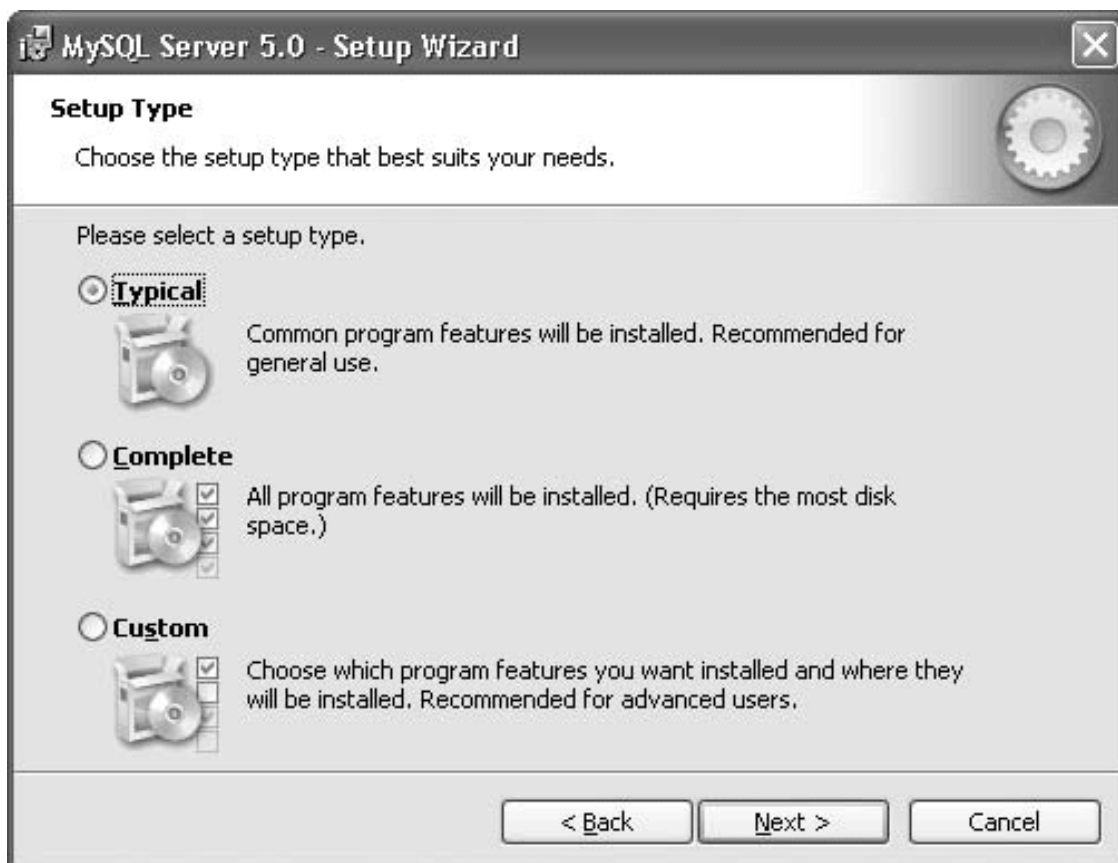 MySQL Server 5.0 - Setup Wizard
Setup Type
Choose the setup type that best suits your needs.
Please select a setup type.
Typical
Common program features will be installed. Recommended for
general use.
Complete
All program features will be installed. (Requires the most disk
space.)
Custom
Choose which program features you want installed and where they
will be installed. Recommended for advanced users.
< Back
Next >
Cancel